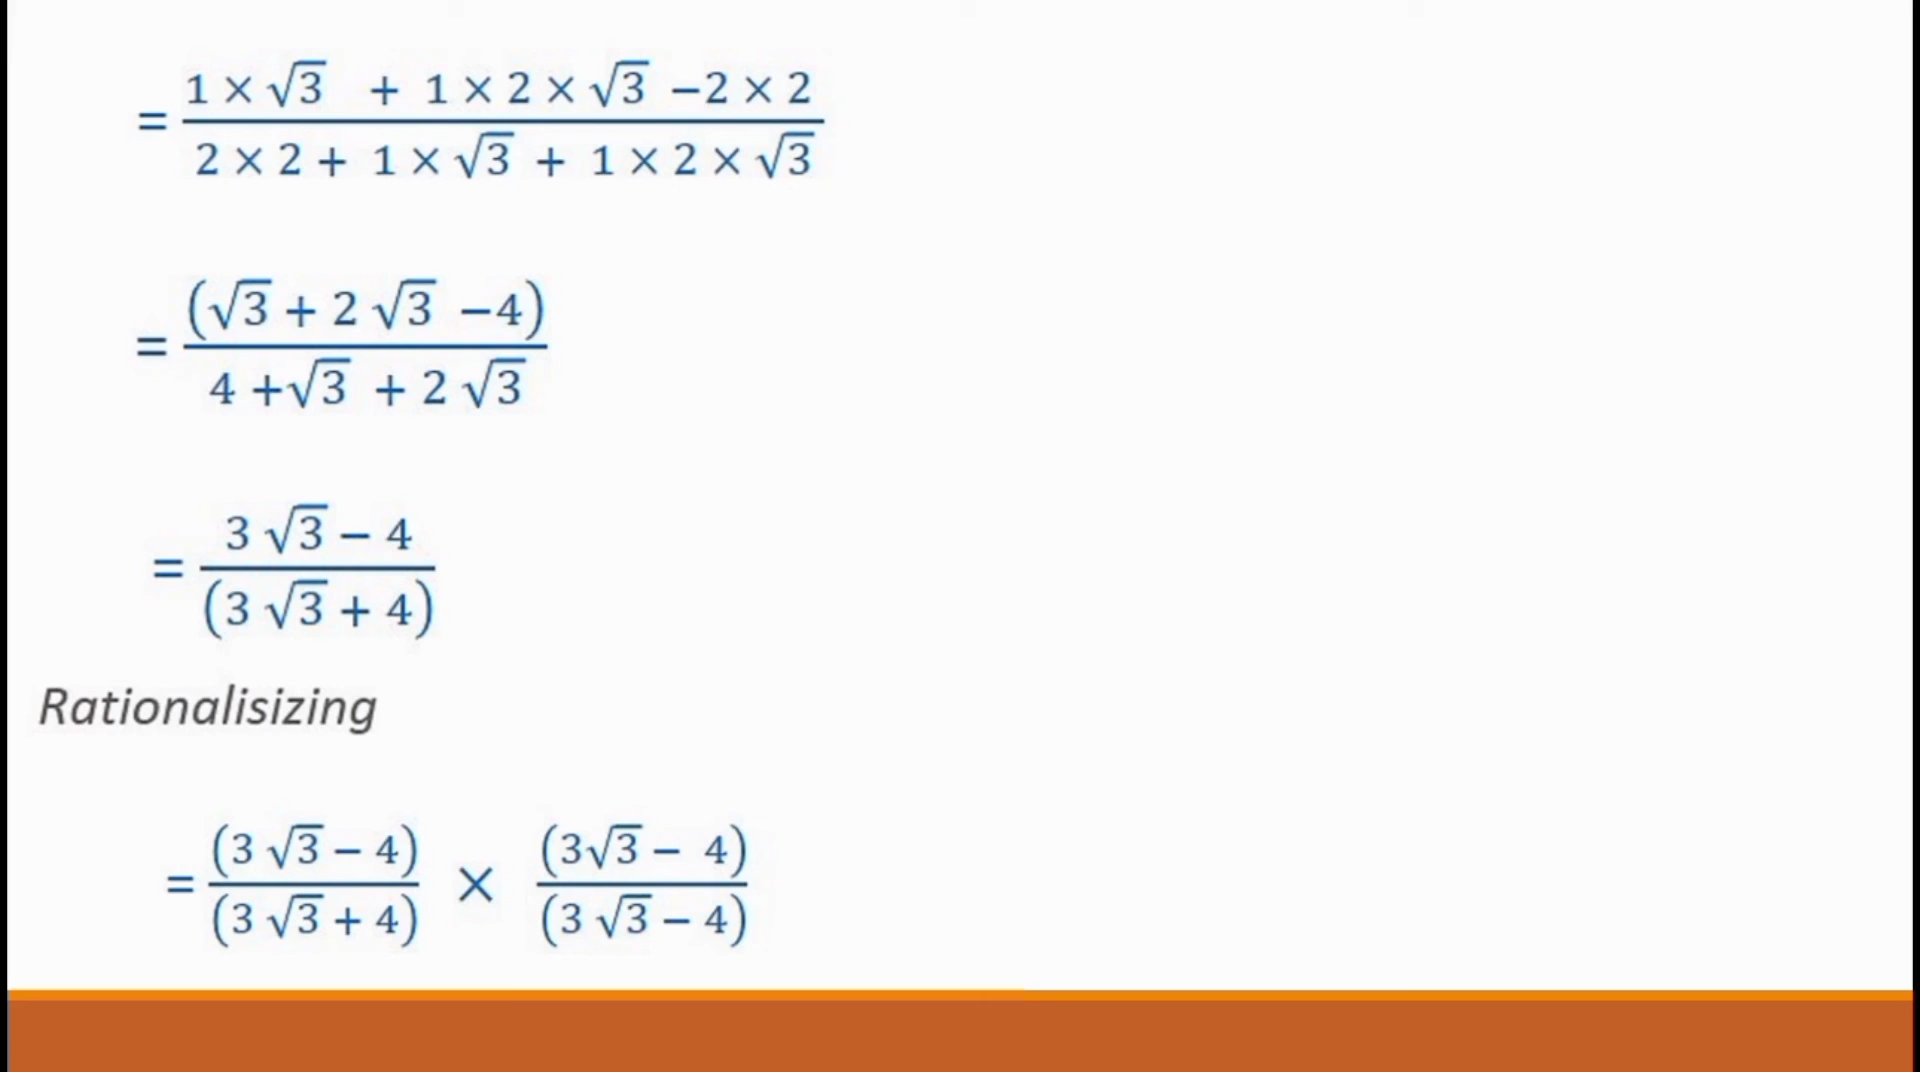 = (1 × √3 + 1 × 2 × √3 −2 × 2) / (2 × 2 + 1 × √3 + 1 × 2 × √3)
= (√3 + 2 √3 −4) / (4 +√3 + 2 √3)
= (3 √3 − 4) / (3 √3 + 4)
Rationalisizing
= (3 √3 − 4) / (3 √3 + 4) × (3√3 − 4) / (3 √3 − 4)